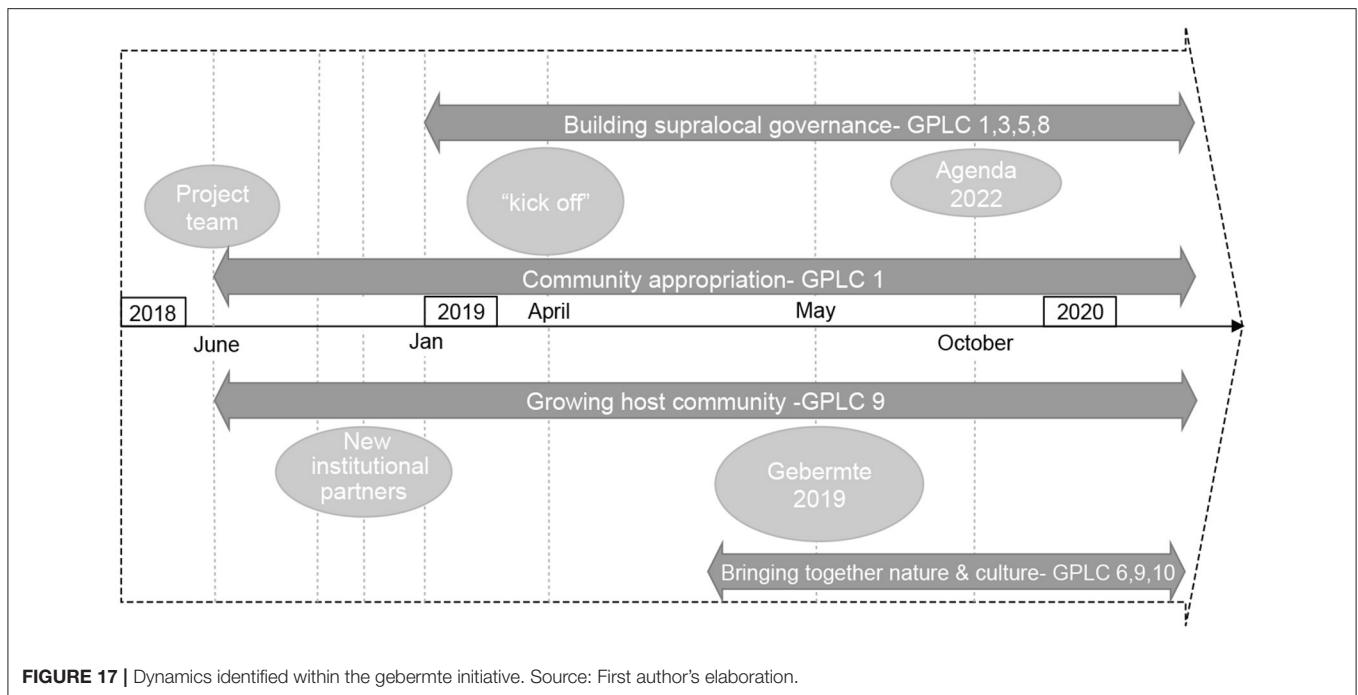 Building supralocal governance- GPLC 1,3,5,8
Project
team
“kick off”
Agenda
2022
Community appropriation- GPLC 1
2018
2019
April
May
2020
June
Jan
October
Growing host community -GPLC 9
New
institutional
partners
Gebermte
2019
Bringing together nature & culture- GPLC 6,9,10
FIGURE 17 | Dynamics identified within the gebermte initiative. Source: First author’s elaboration.